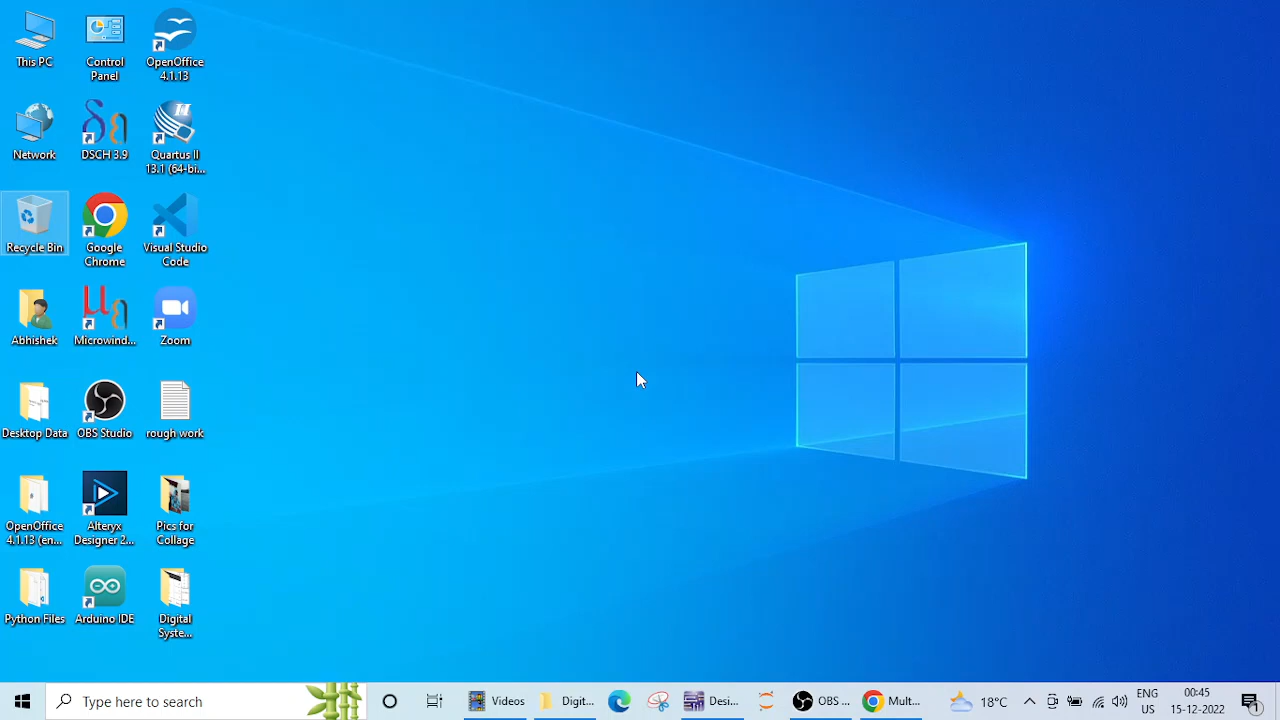 This PC
Control
Panel
OpenOffice
4.1.13
Network
DSCH 3.9
Quartus II
13.1 (64-bi...
Recycle Bin
Google
Chrome
Visual Studio
Code
Abhishek
Microwind...
Zoom
Desktop Data
OBS Studio
rough work
OpenOffice
4.1.13 (en...
Alteryx
Designer 2...
Pics for
Collage
Python Files
Arduino IDE
Digital
Syste...
Type here to search
Videos
Digit...
Desi...
OBS ...
Mult...
18°C
ENG
US
00:45
15-12-2022
1